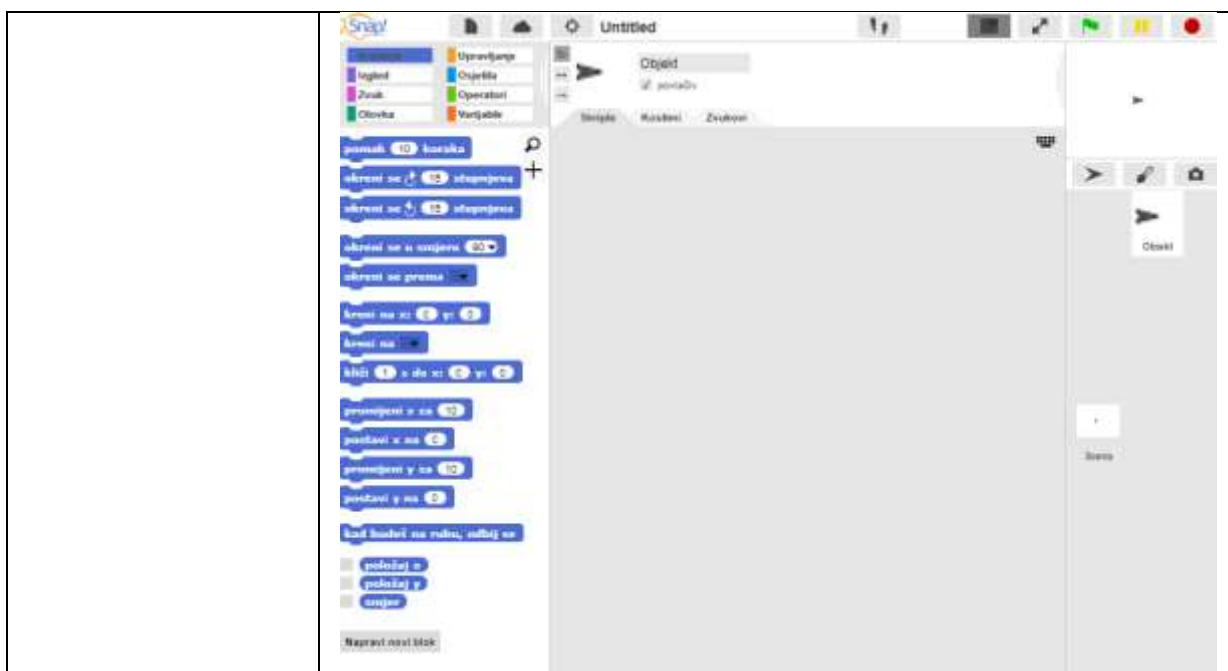 Snap!
Untitled
Izgled
Zvuk
Olovka
Upravljanje
Osjetila
Operatori
Varijable
Objekt
povlačiv
Skripte Kostimi Zvukovi
pomak 10 koraka
okreni se 15 stupnjeva
okreni se 15 stupnjeva
okreni se u smjeru 90
okreni se prema
kreni na x: 0 y: 0
kreni na
kliži 1 s do x: 0 y: 0
promijeni x za 10
postavi x na 0
promijeni y za 10
postavi y na 0
kad budeš na rubu, odbij se
položaj x
položaj y
smjer
Napravi novi blok
Objekt
Scena